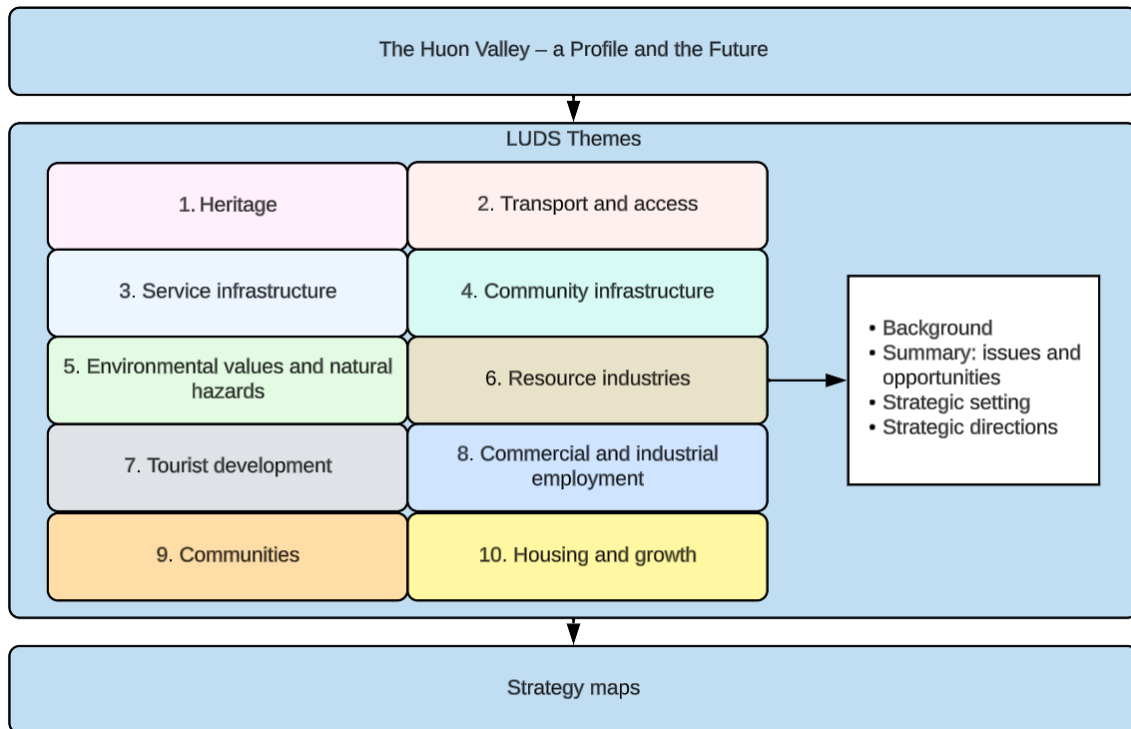 The Huon Valley – a Profile and the Future
LUDS Themes
1. Heritage
2. Transport and access
3. Service infrastructure
4. Community infrastructure
5. Environmental values and natural
hazards
6. Resource industries
7. Tourist development
8. Commercial and industrial
employment
9. Communities
10. Housing and growth
• Background
• Summary: issues and
opportunities
• Strategic setting
• Strategic directions
Strategy maps